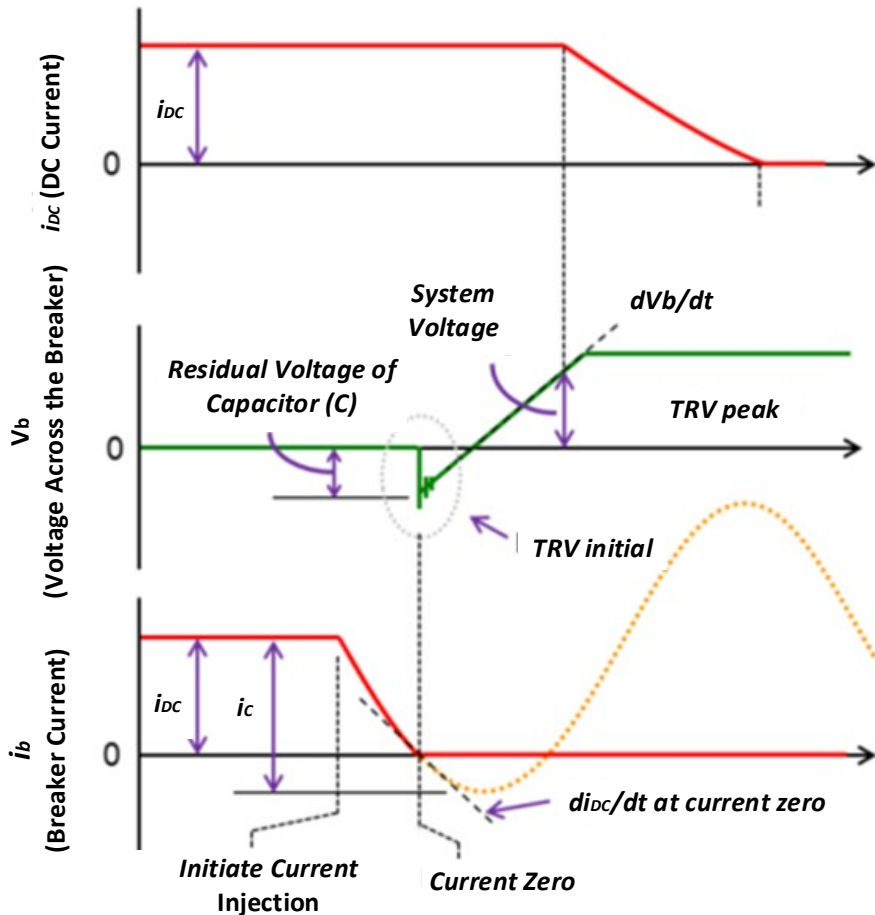 iDC (DC Current)
iDC
0
Vb
(Voltage Across the Breaker)
System
Voltage
dVb/dt
Residual Voltage of
Capacitor (C)
TRV peak
0
TRV initial
ib
(Breaker Current)
iDC
iC
0
diDC/dt at current zero
Initiate Current
Injection
Current Zero